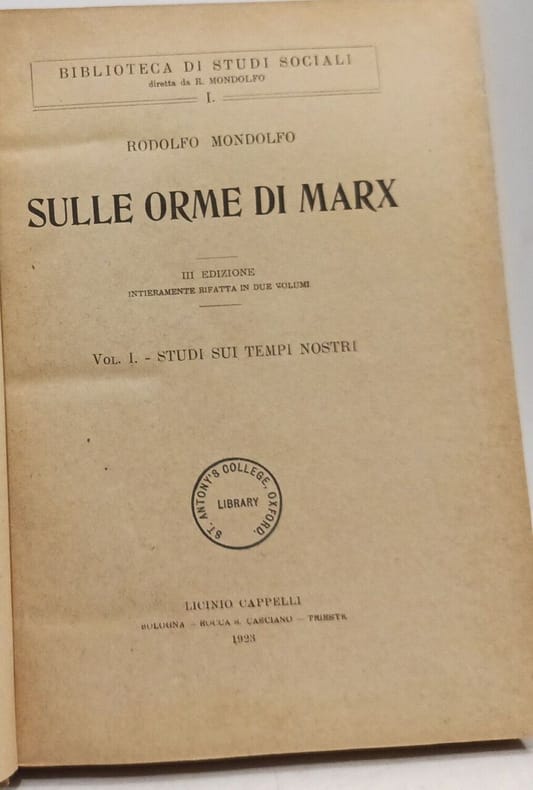 BIBLIOTECA DI STUDI SOCIALI
diretta da R. MONDOLFO
I.
RODOLFO MONDOLFO
SULLE ORME DI MARX
III EDIZIONE
INTIERAMENTE RIFATTA IN DUE VOLUMI
VOL. I. - STUDI SUI TEMPI NOSTRI
ST. ANTONY'S COLLEGE, OXFORD.
LIBRARY
LICINIO CAPPELLI
BOLOGNA - ROCCA S. CASCIANO - TRIESTE
1923